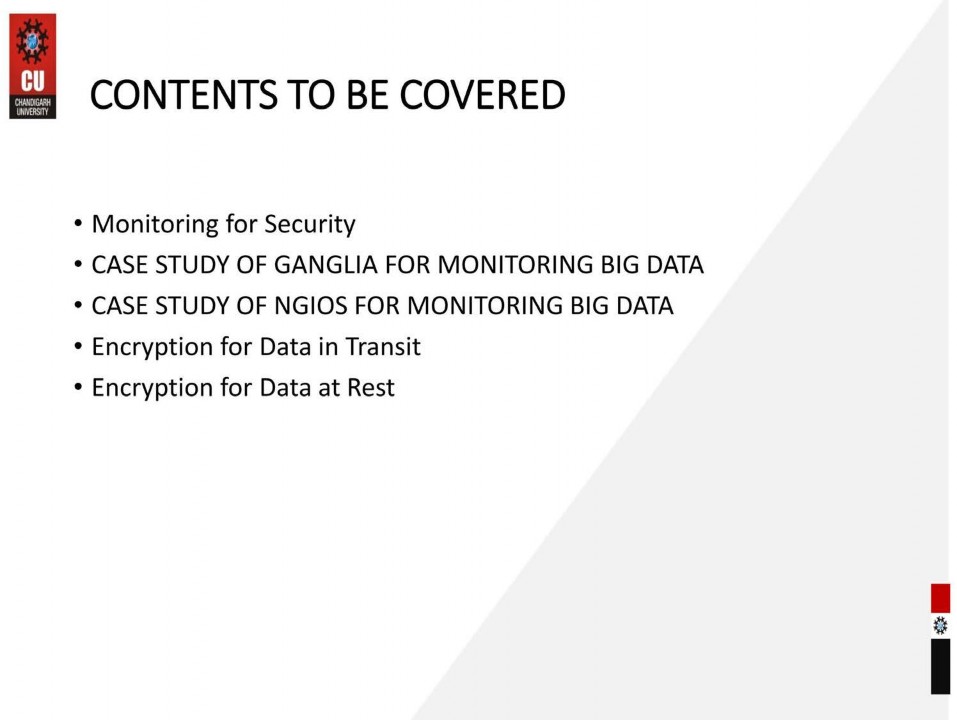 CU
CHANDIGARH
UNIVERSITY
CONTENTS TO BE COVERED
• Monitoring for Security
• CASE STUDY OF GANGLIA FOR MONITORING BIG DATA
• CASE STUDY OF NGIOS FOR MONITORING BIG DATA
• Encryption for Data in Transit
• Encryption for Data at Rest